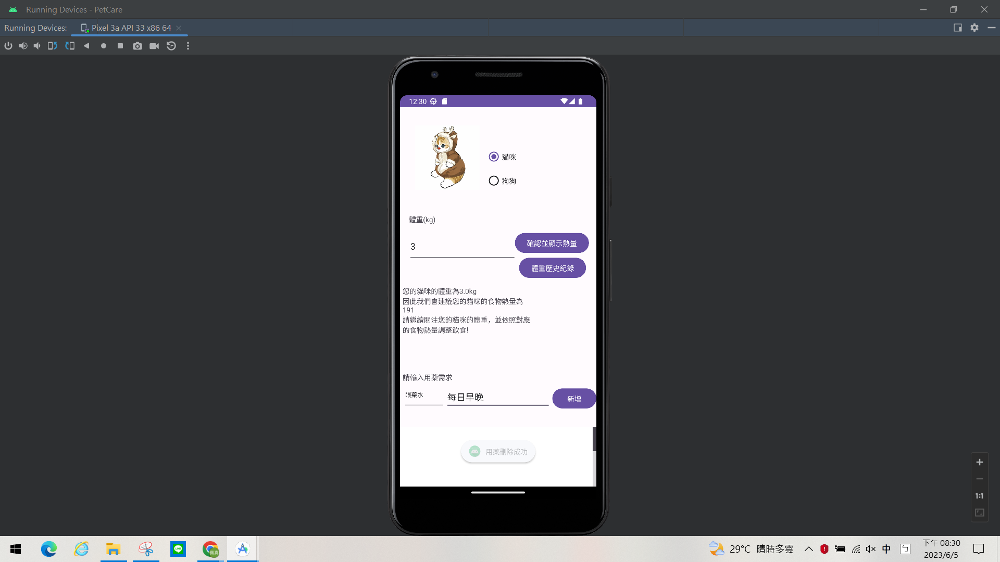 Running Devices - PetCare
Running Devices:
Pixel 3a API 33 x86 64
12:30
貓咪
狗狗
體重(kg)
3
確認並顯示熱量
體重歷史紀錄
您的貓咪的體重為3.0kg
因此我們會建議您的貓咪的食物熱量為
191
請繼續關注您的貓咪的體重，並依照對應
的食物熱量調整飲食!
請輸入用藥需求
眼藥水
每日早晚
新增
用藥刪除成功
1:1
29°C 晴時多雲
中
ㄅ
下午 08:30
2023/6/5